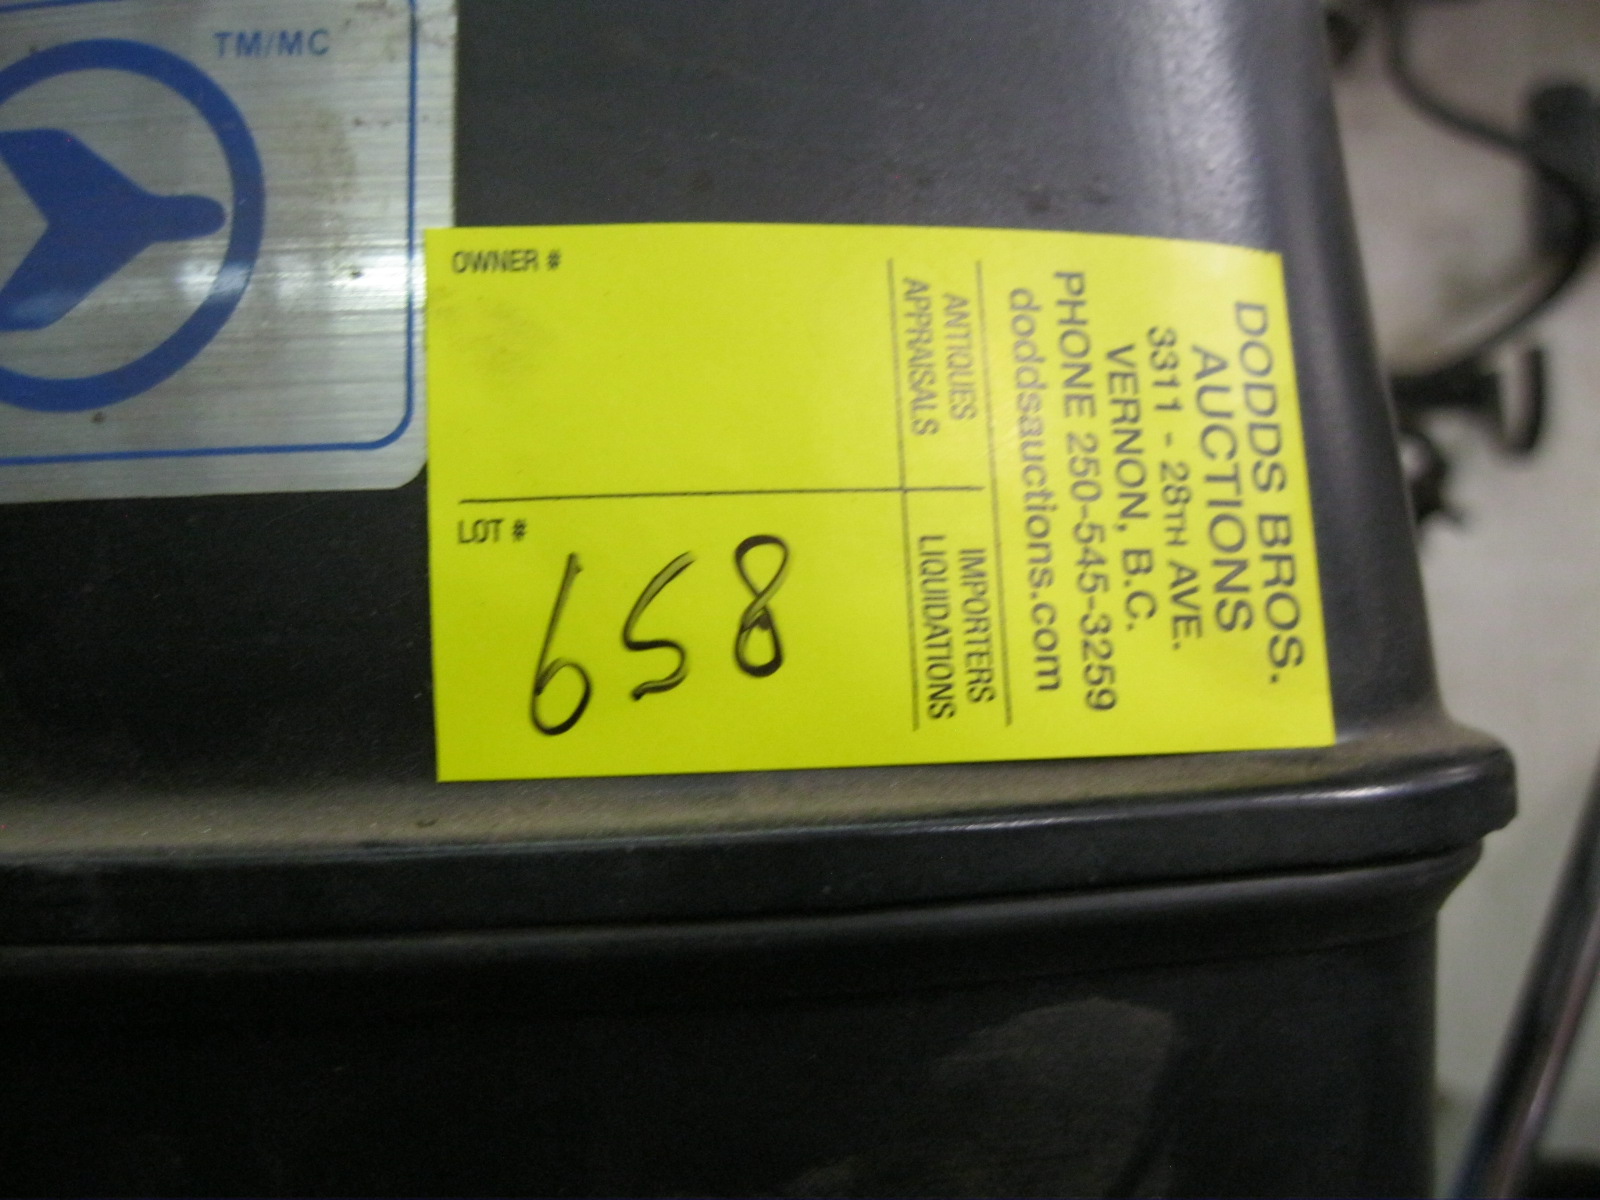 TM/MC
DODDS BROS.
AUCTIONS
3311 - 28TH AVE.
VERNON, B.C.
PHONE 250-545-3259
doddsauctions.com
ANTIQUES IMPORTERS
APPRAISALS LIQUIDATIONS
OWNER #
LOT #
658